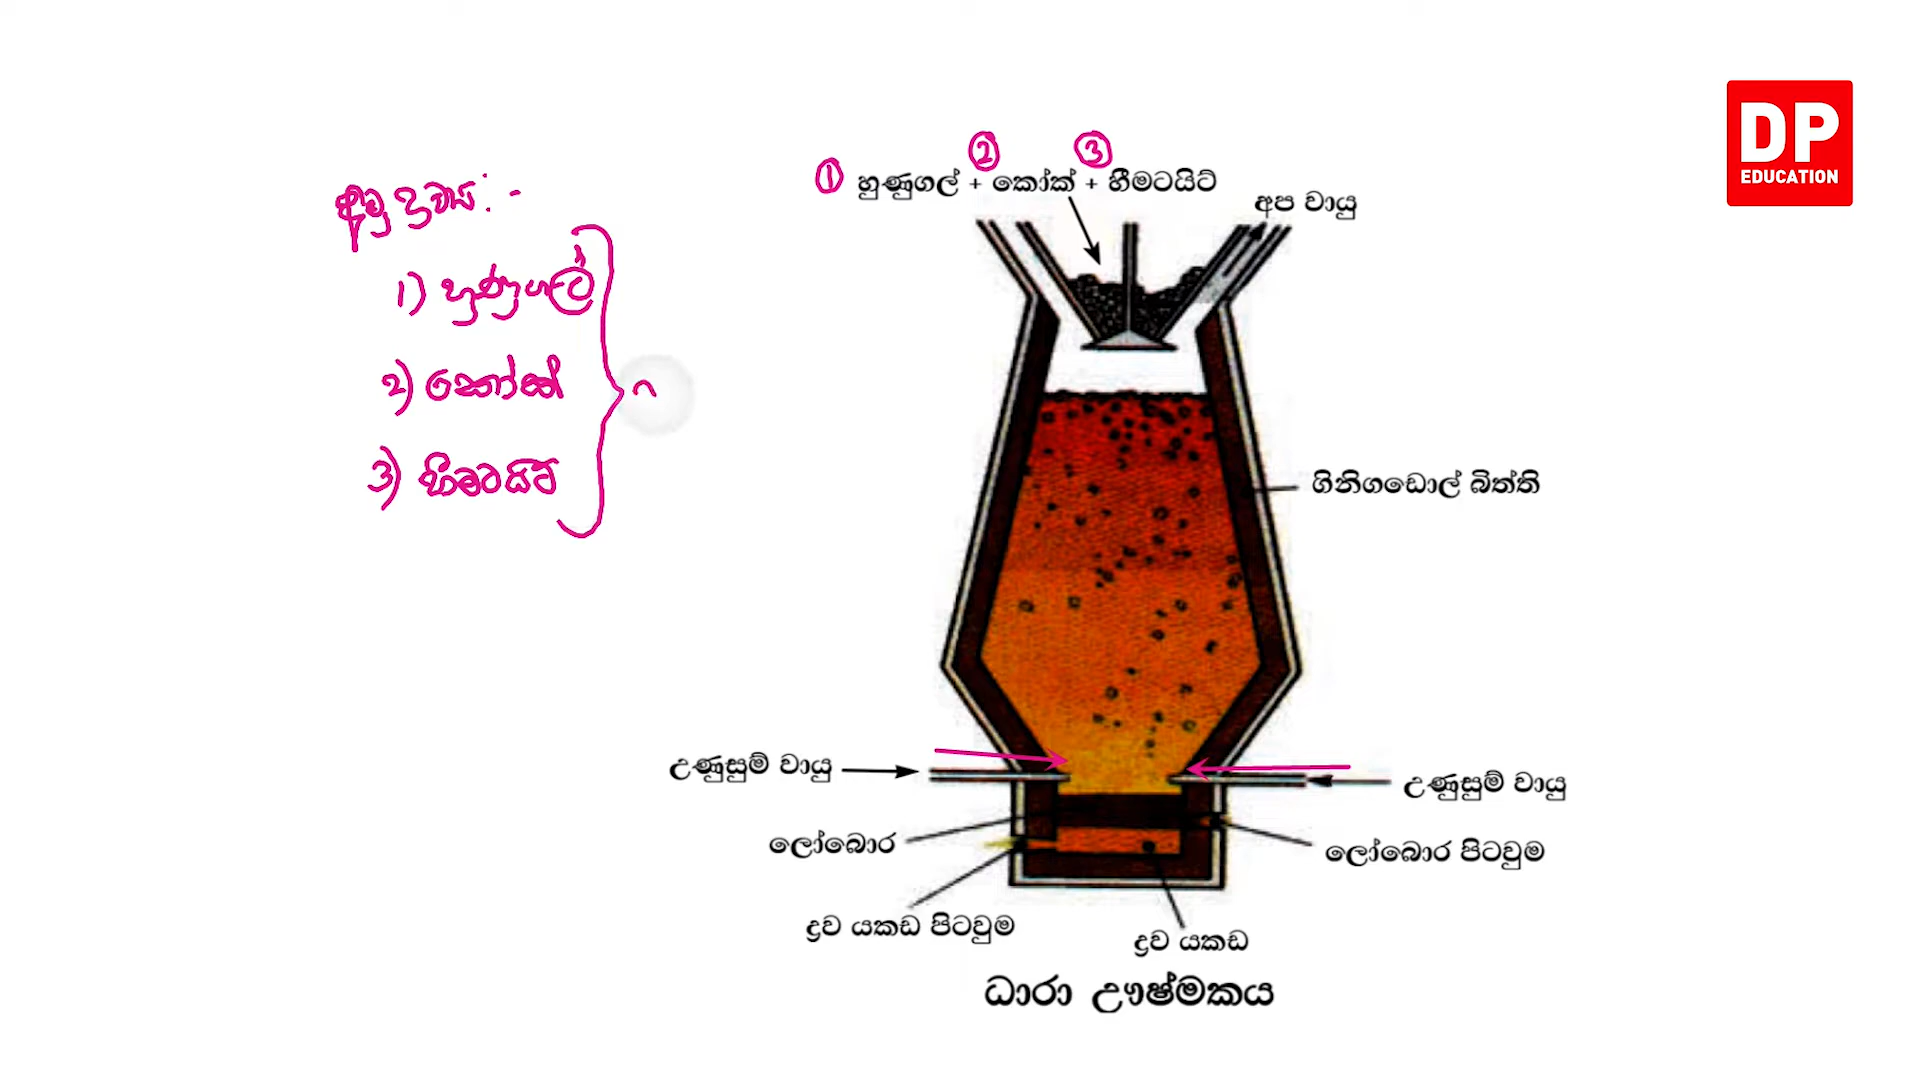 DP
EDUCATION
① හුණුගල් + ② කෝක් + ③ හීමටයිට්
අප වායු
අමු ද්‍රව්‍ය :-
1) හුණුගල්
2) කෝක්
3) හීමටයිට්
ගිනිගඩොල් බිත්ති
උණුසුම් වායු
උණුසුම් වායු
ලෝබොර
ලෝබොර පිටවුම
ද්‍රව යකඩ පිටවුම
ද්‍රව යකඩ
ධාරා ඌෂ්මකය